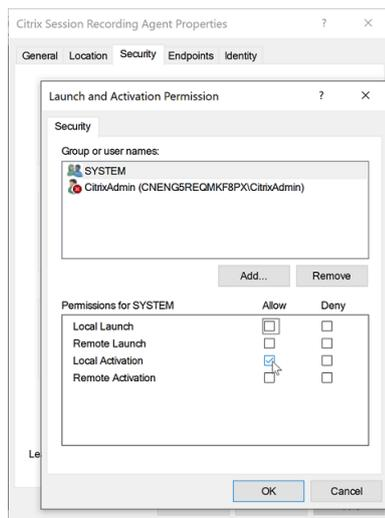 Citrix Session Recording Agent Properties
General Location Security Endpoints Identity
Launch and Activation Permission
Security
Group or user names:
SYSTEM
CitrixAdmin (CNENG5REQMKF8PX\CitrixAdmin)
Add... Remove
Permissions for SYSTEM Allow Deny
Local Launch
Remote Launch
Local Activation
Remote Activation
Le
OK Cancel